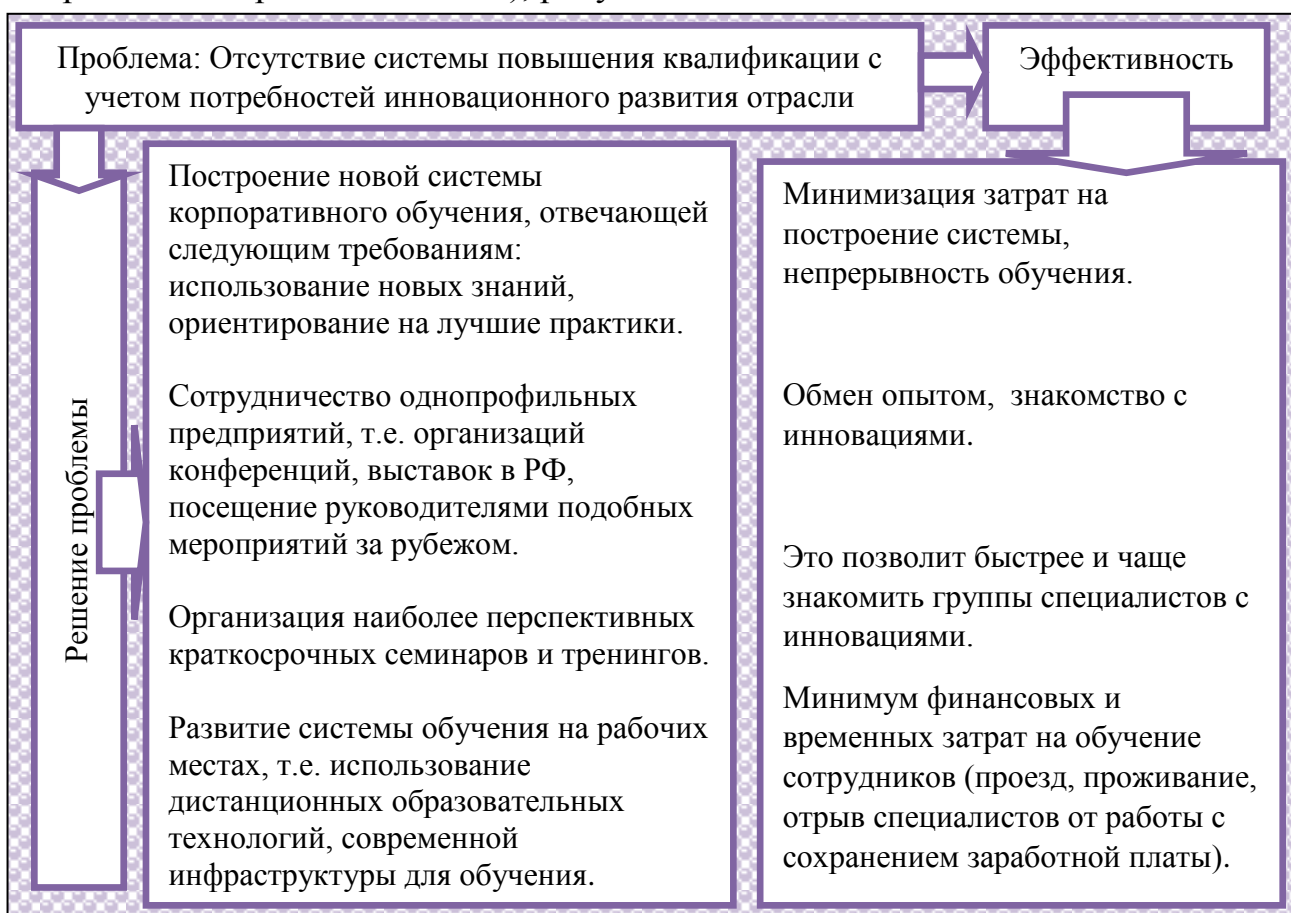 Проблема: Отсутствие системы повышения квалификации с
учетом потребностей инновационного развития отрасли
Эффективность
Решение проблемы
Построение новой системы
корпоративного обучения, отвечающей
следующим требованиям:
использование новых знаний,
ориентирование на лучшие практики.
Сотрудничество однопрофильных
предприятий, т.е. организаций
конференций, выставок в РФ,
посещение руководителями подобных
мероприятий за рубежом.
Организация наиболее перспективных
краткосрочных семинаров и тренингов.
Развитие системы обучения на рабочих
местах, т.е. использование
дистанционных образовательных
технологий, современной
инфраструктуры для обучения.
Минимизация затрат на
построение системы,
непрерывность обучения.
Обмен опытом, знакомство с
инновациями.
Это позволит быстрее и чаще
знакомить группы специалистов с
инновациями.
Минимум финансовых и
временных затрат на обучение
сотрудников (проезд, проживание,
отрыв специалистов от работы с
сохранением заработной платы).